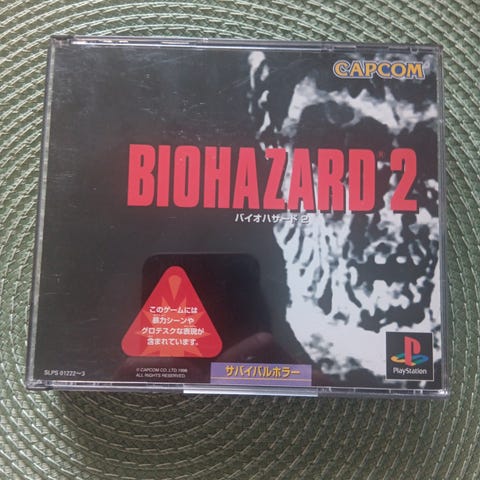 CAPCOM
BIOHAZARD® 2
バイオハザード 2
このゲームには
暴力シーンや
グロテスクな表現が
含まれています。
SLPS 01222～3
© CAPCOM CO., LTD 1998
ALL RIGHTS RESERVED.
サバイバルホラー
PlayStation